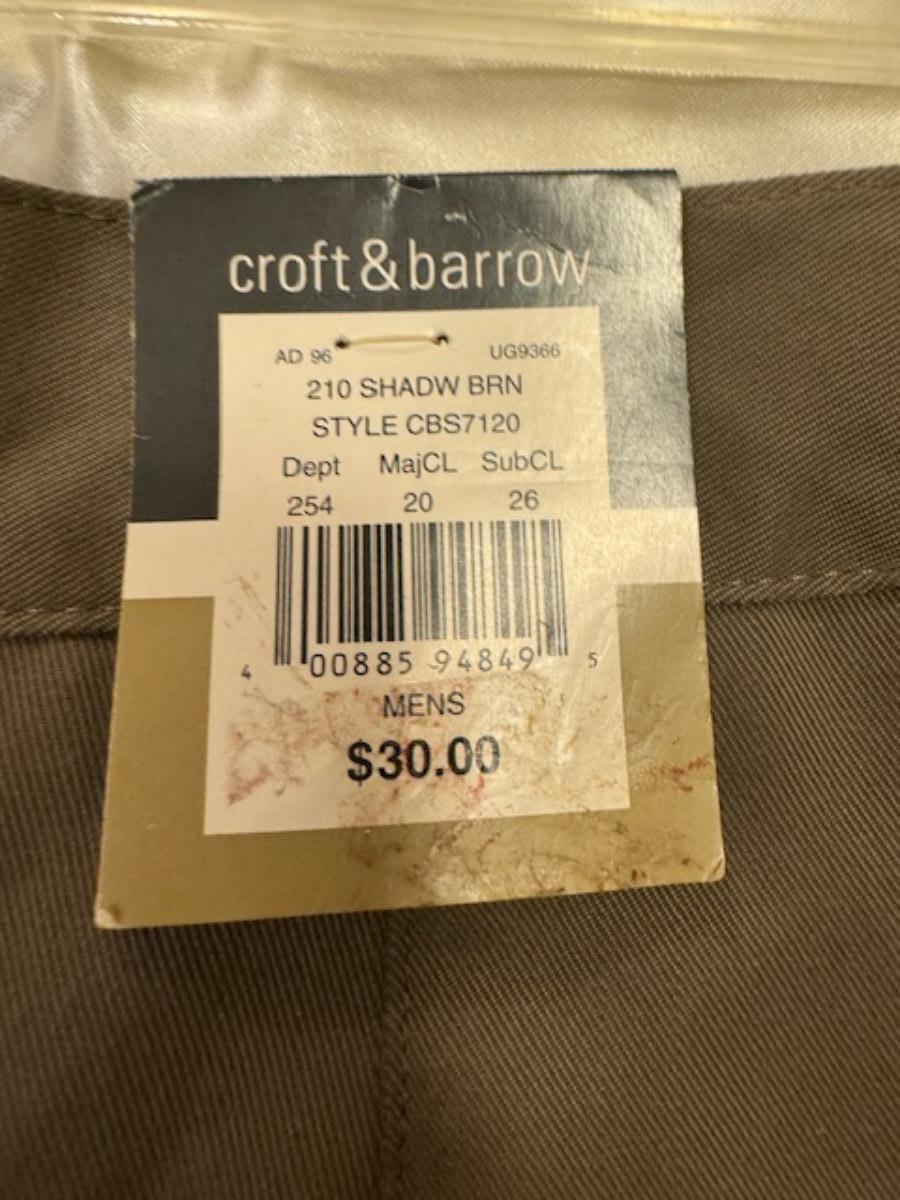 croft&barrow
AD 96 UG9366
210 SHADW BRN
STYLE CBS7120
Dept MajCL SubCL
254 20 26
4 00885 94849 5
MENS
$30.00